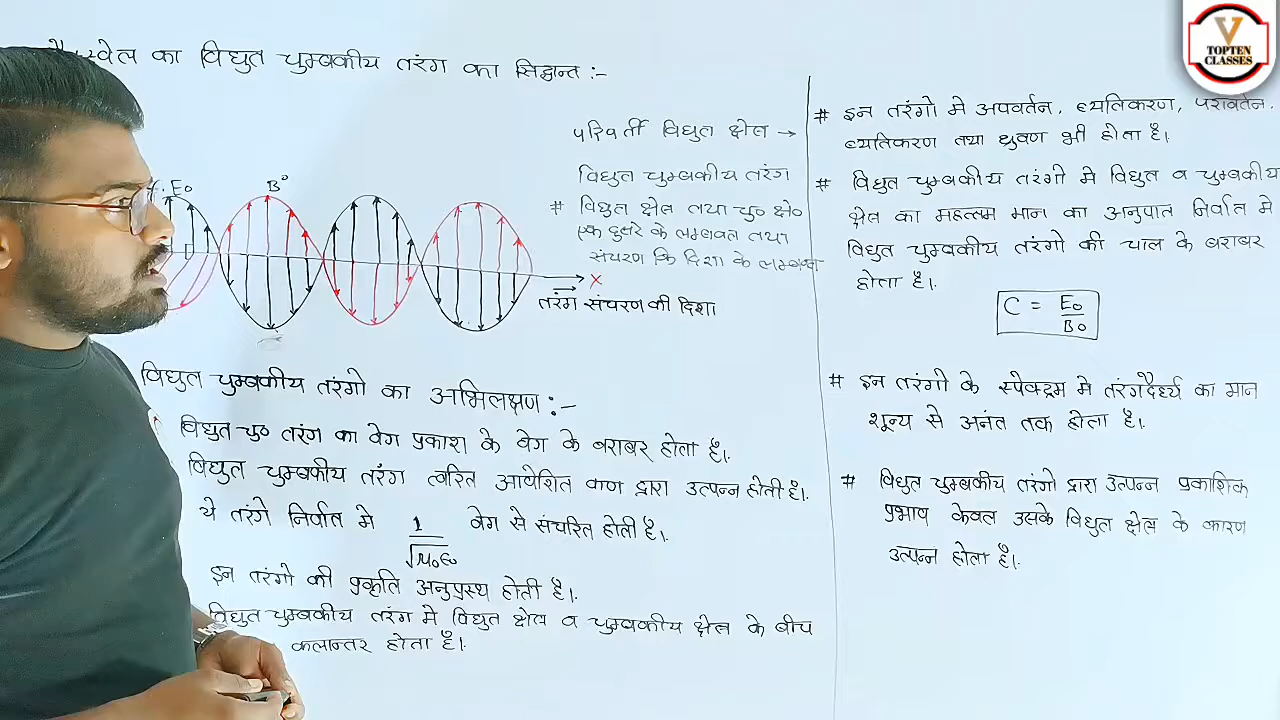 का विद्युत चुम्बकीय तरंग का सिद्धान्त :-
E₀
B⁰
परिवर्ती विद्युत क्षेत्र →
विद्युत चुम्बकीय तरंग
# विद्युत क्षेत्र तथा चु० क्षे०
एक दुसरे के लम्बवत तथा
संचरण कि दिशा के लम्बवत
X
तरंग संचरण की दिशा
विद्युत चुम्बकीय तरंगो का अभिलक्षण :-
विद्युत चु० तरंग का वेग प्रकाश के वेग के बराबर होता है।
विद्युत चुम्बकीय तरंग त्वरित आवेशित कण द्वारा उत्पन्न होती है।
ये तरंगे निर्वात मे 1/√μ₀ε₀ वेग से संचरित होती है।
इन तरंगो की प्रकृति अनुप्रस्थ होती है।
विद्युत चुम्बकीय तरंग मे विद्युत क्षेत्र व चुम्बकीय क्षेत्र के बीच
कलान्तर होता है।
# इन तरंगो मे अपवर्तन, व्यतिकरण, परावर्तन,
व्यतिकरण तथा ध्रुवण भी होता है।
# विद्युत चुम्बकीय तरंगो मे विद्युत व चुम्बकीय
क्षेत्र का महत्तम मान का अनुपात निर्वात मे
विद्युत चुम्बकीय तरंगो की चाल के बराबर
होता है।
C = E₀/B₀
# इन तरंगो के स्पेक्ट्रम मे तरंगदैर्ध्य का मान
शून्य से अनंत तक होता है।
# विद्युत चुम्बकीय तरंगो द्वारा उत्पन्न प्रकाशिक
प्रभाव केवल उसके विद्युत क्षेत्र के कारण
उत्पन्न होता है।
V
TOPTEN
CLASSES